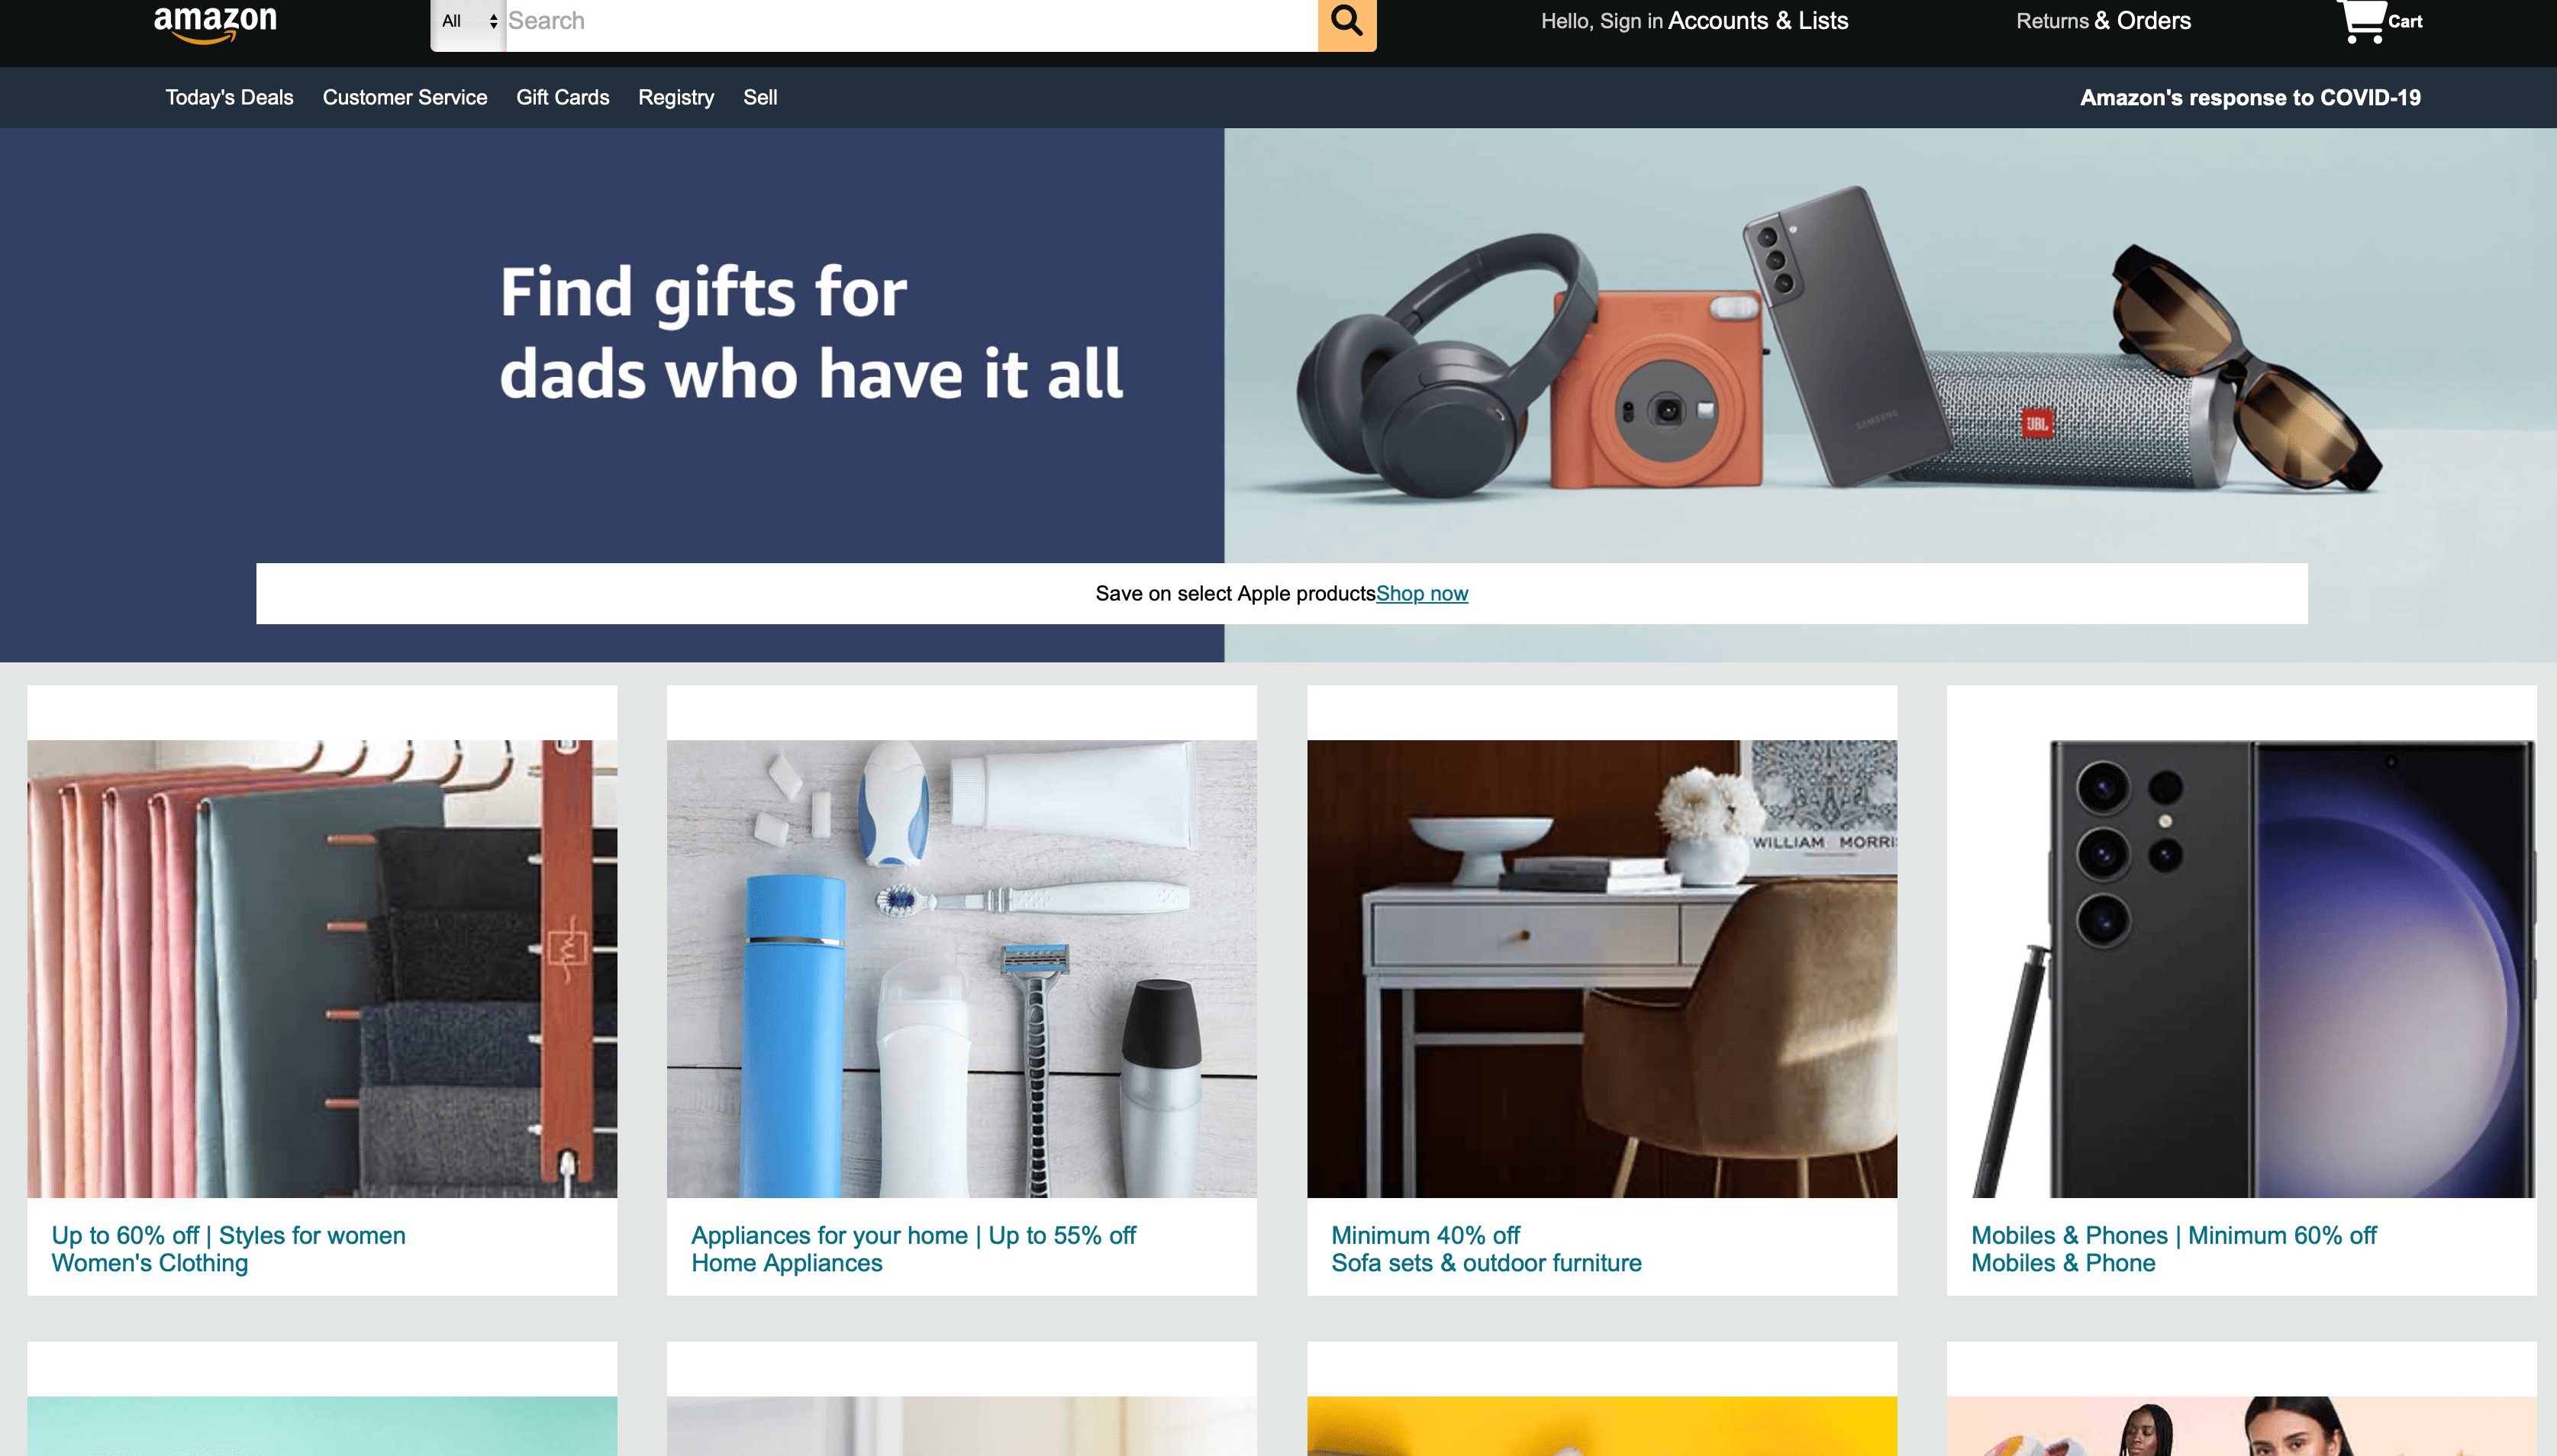 amazon
All
Search
Hello, Sign in Accounts & Lists
Returns & Orders
Cart
Today's Deals
Customer Service
Gift Cards
Registry
Sell
Amazon's response to COVID-19
Find gifts for
dads who have it all
SAMSUNG
JBL
Save on select Apple productsShop now
WILLIAM MORRIS
Up to 60% off | Styles for women
Women's Clothing
Appliances for your home | Up to 55% off
Home Appliances
Minimum 40% off
Sofa sets & outdoor furniture
Mobiles & Phones | Minimum 60% off
Mobiles & Phone